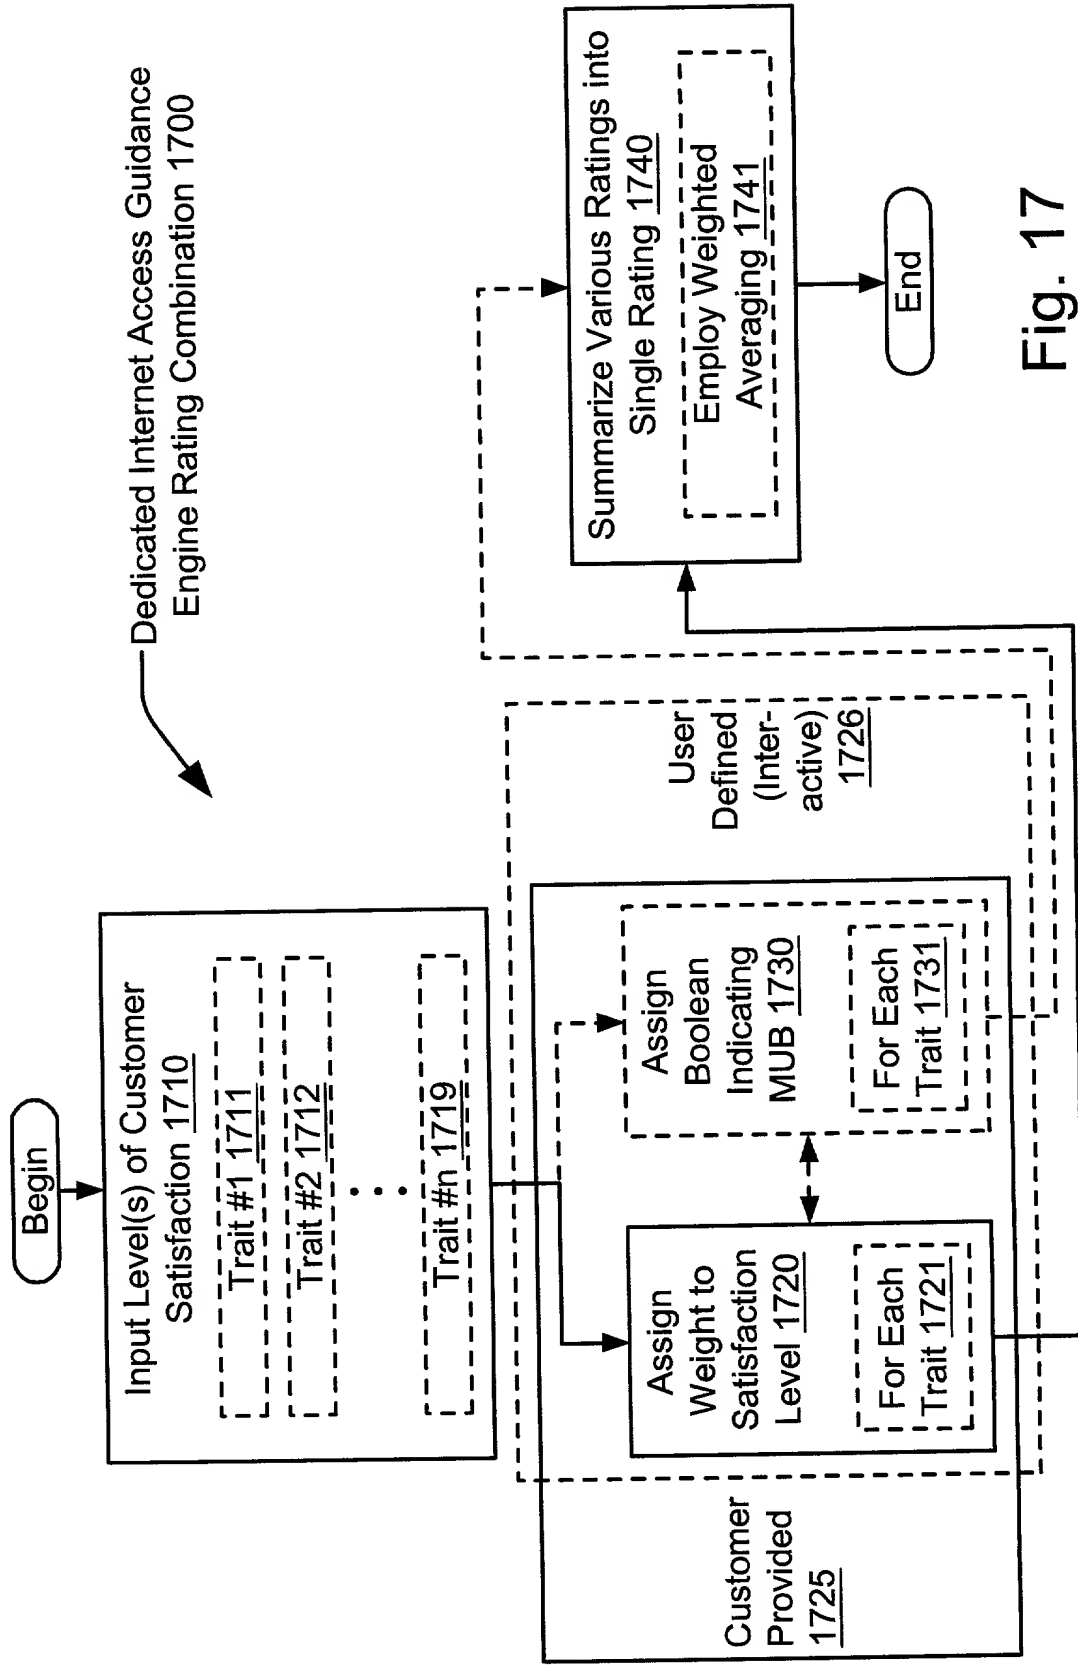 Dedicated Internet Access Guidance
Engine Rating Combination 1700
Begin
Input Level(s) of Customer
Satisfaction 1710
Trait #1 1711
Trait #2 1712
• • •
Trait #n 1719
Customer
Provided
1725
Assign
Weight to
Satisfaction
Level 1720
For Each
Trait 1721
Assign
Boolean
Indicating
MUB 1730
For Each
Trait 1731
User
Defined
(Inter-
active)
1726
Summarize Various Ratings into
Single Rating 1740
Employ Weighted
Averaging 1741
End
Fig. 17